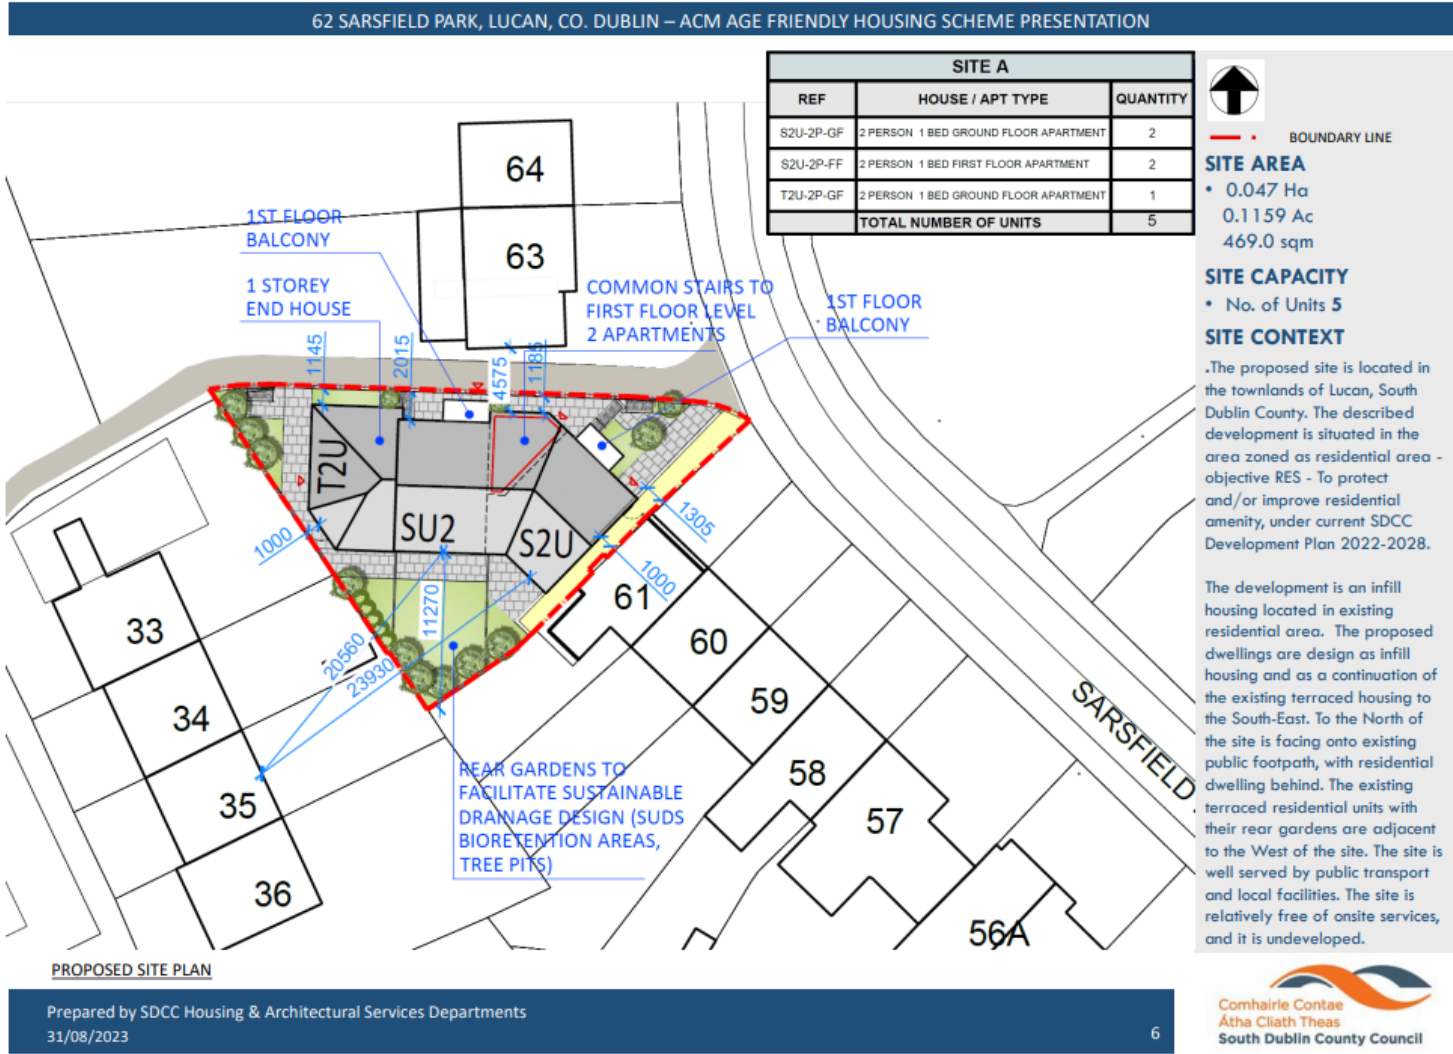 62 SARSFIELD PARK, LUCAN, CO. DUBLIN – ACM AGE FRIENDLY HOUSING SCHEME PRESENTATION
SITE A
REF HOUSE / APT TYPE QUANTITY
S2U-2P-GF 2 PERSON 1 BED GROUND FLOOR APARTMENT 2
S2U-2P-FF 2 PERSON 1 BED FIRST FLOOR APARTMENT 2
T2U-2P-GF 2 PERSON 1 BED GROUND FLOOR APARTMENT 1
TOTAL NUMBER OF UNITS 5
64
63
1ST FLOOR
BALCONY
1 STOREY
END HOUSE
COMMON STAIRS TO
FIRST FLOOR LEVEL
2 APARTMENTS
1ST FLOOR
BALCONY
1145
2015
4575
1185
T2U
SU2
S2U
1000
1305
1000
11270
20560
23930
61
60
59
58
57
56A
33
34
35
36
SARSFIELD
REAR GARDENS TO
FACILITATE SUSTAINABLE
DRAINAGE DESIGN (SUDS
BIORETENTION AREAS,
TREE PITS)
BOUNDARY LINE
SITE AREA
• 0.047 Ha
0.1159 Ac
469.0 sqm
SITE CAPACITY
• No. of Units 5
SITE CONTEXT
.The proposed site is located in
the townlands of Lucan, South
Dublin County. The described
development is situated in the
area zoned as residential area -
objective RES - To protect
and/or improve residential
amenity, under current SDCC
Development Plan 2022-2028.
The development is an infill
housing located in existing
residential area. The proposed
dwellings are design as infill
housing and as a continuation of
the existing terraced housing to
the South-East. To the North of
the site is facing onto existing
public footpath, with residential
dwelling behind. The existing
terraced residential units with
their rear gardens are adjacent
to the West of the site. The site is
well served by public transport
and local facilities. The site is
relatively free of onsite services,
and it is undeveloped.
PROPOSED SITE PLAN
Prepared by SDCC Housing & Architectural Services Departments
31/08/2023
6
Comhairle Contae
Átha Cliath Theas
South Dublin County Council